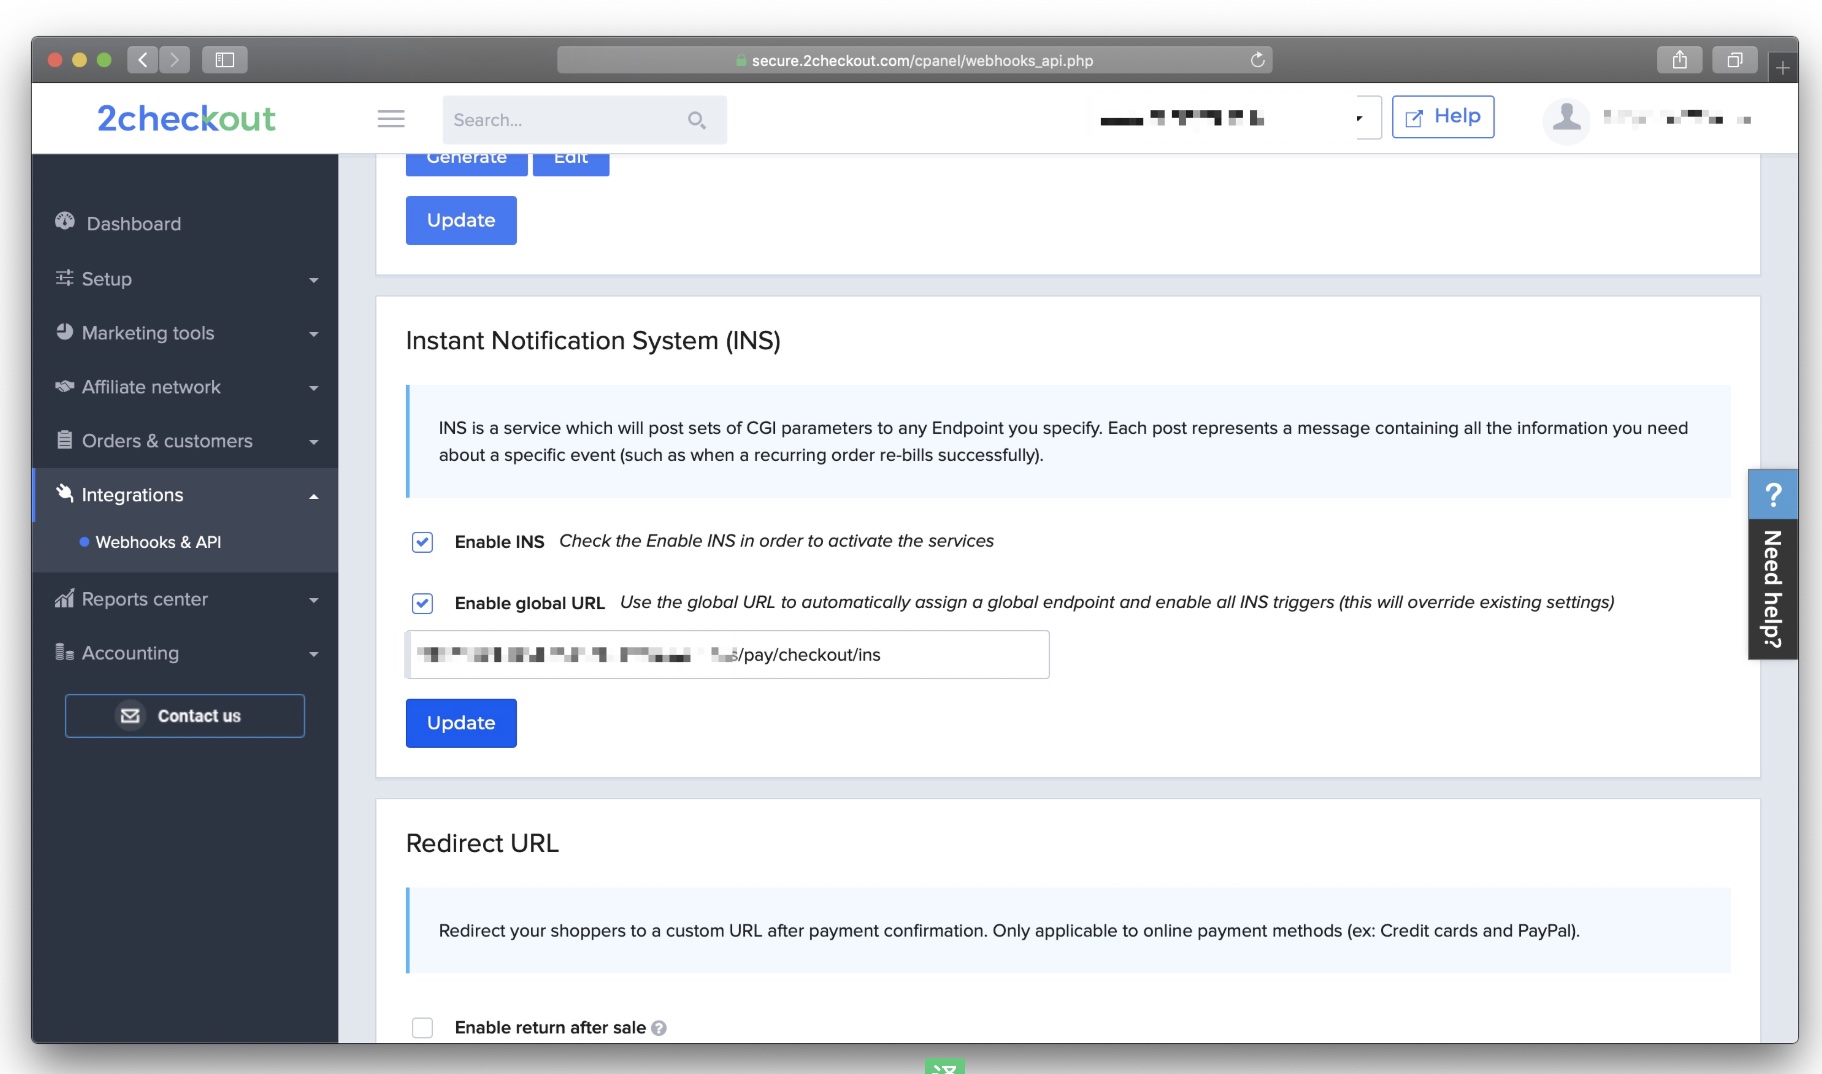 secure.2checkout.com/cpanel/webhooks_api.php
2checkout
Search...
Help
Generate
Edit
Update
Dashboard
Setup
Marketing tools
Affiliate network
Orders & customers
Integrations
Webhooks & API
Reports center
Accounting
Contact us
Instant Notification System (INS)
INS is a service which will post sets of CGI parameters to any Endpoint you specify. Each post represents a message containing all the information you need
about a specific event (such as when a recurring order re-bills successfully).
Enable INS Check the Enable INS in order to activate the services
Enable global URL Use the global URL to automatically assign a global endpoint and enable all INS triggers (this will override existing settings)
s/pay/checkout/ins
Update
? Need help?
Redirect URL
Redirect your shoppers to a custom URL after payment confirmation. Only applicable to online payment methods (ex: Credit cards and PayPal).
Enable return after sale ?